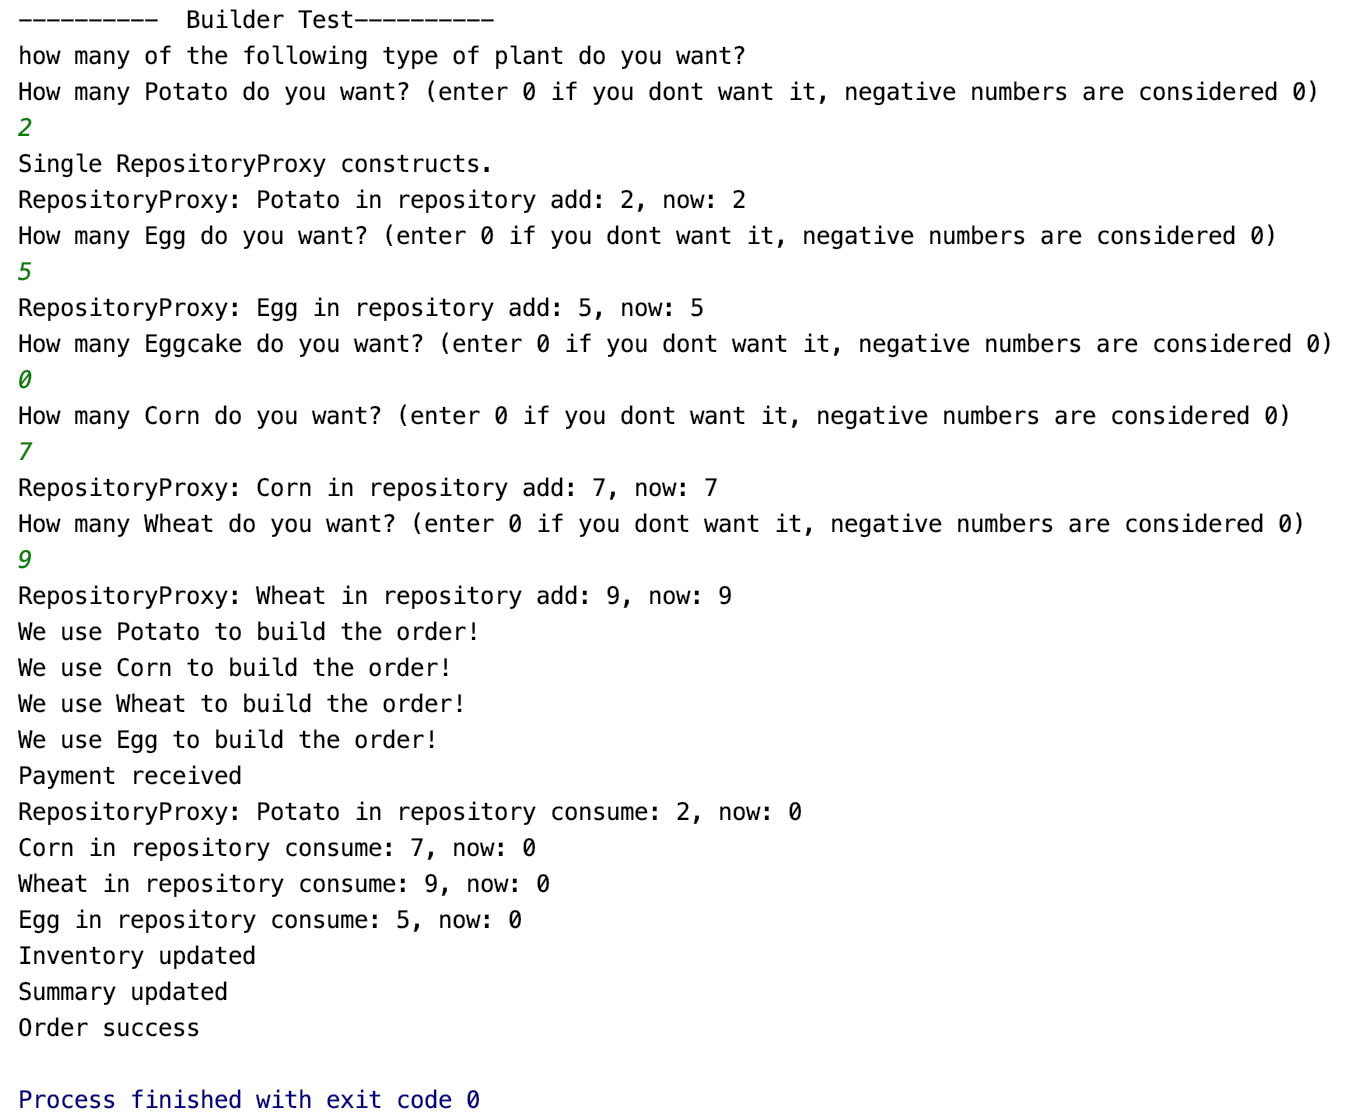 ----------  Builder Test----------
how many of the following type of plant do you want?
How many Potato do you want? (enter 0 if you dont want it, negative numbers are considered 0)
2
Single RepositoryProxy constructs.
RepositoryProxy: Potato in repository add: 2, now: 2
How many Egg do you want? (enter 0 if you dont want it, negative numbers are considered 0)
5
RepositoryProxy: Egg in repository add: 5, now: 5
How many Eggcake do you want? (enter 0 if you dont want it, negative numbers are considered 0)
0
How many Corn do you want? (enter 0 if you dont want it, negative numbers are considered 0)
7
RepositoryProxy: Corn in repository add: 7, now: 7
How many Wheat do you want? (enter 0 if you dont want it, negative numbers are considered 0)
9
RepositoryProxy: Wheat in repository add: 9, now: 9
We use Potato to build the order!
We use Corn to build the order!
We use Wheat to build the order!
We use Egg to build the order!
Payment received
RepositoryProxy: Potato in repository consume: 2, now: 0
Corn in repository consume: 7, now: 0
Wheat in repository consume: 9, now: 0
Egg in repository consume: 5, now: 0
Inventory updated
Summary updated
Order success
Process finished with exit code 0